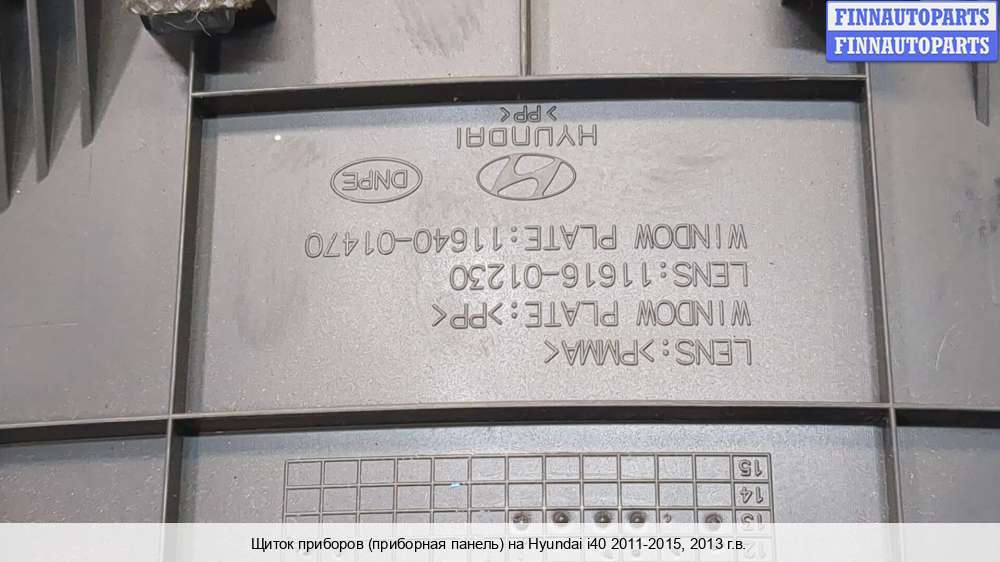 FINNAUTOPARTS
FINNAUTOPARTS
>PP<
HYUNDAI
DNPE
WINDOW PLATE:11640-01470
LENS:11616-01230
WINDOW PLATE:>PP<
LENS:>PMMA<
15
14
13
12
Щиток приборов (приборная панель) на Hyundai i40 2011-2015, 2013 г.в.